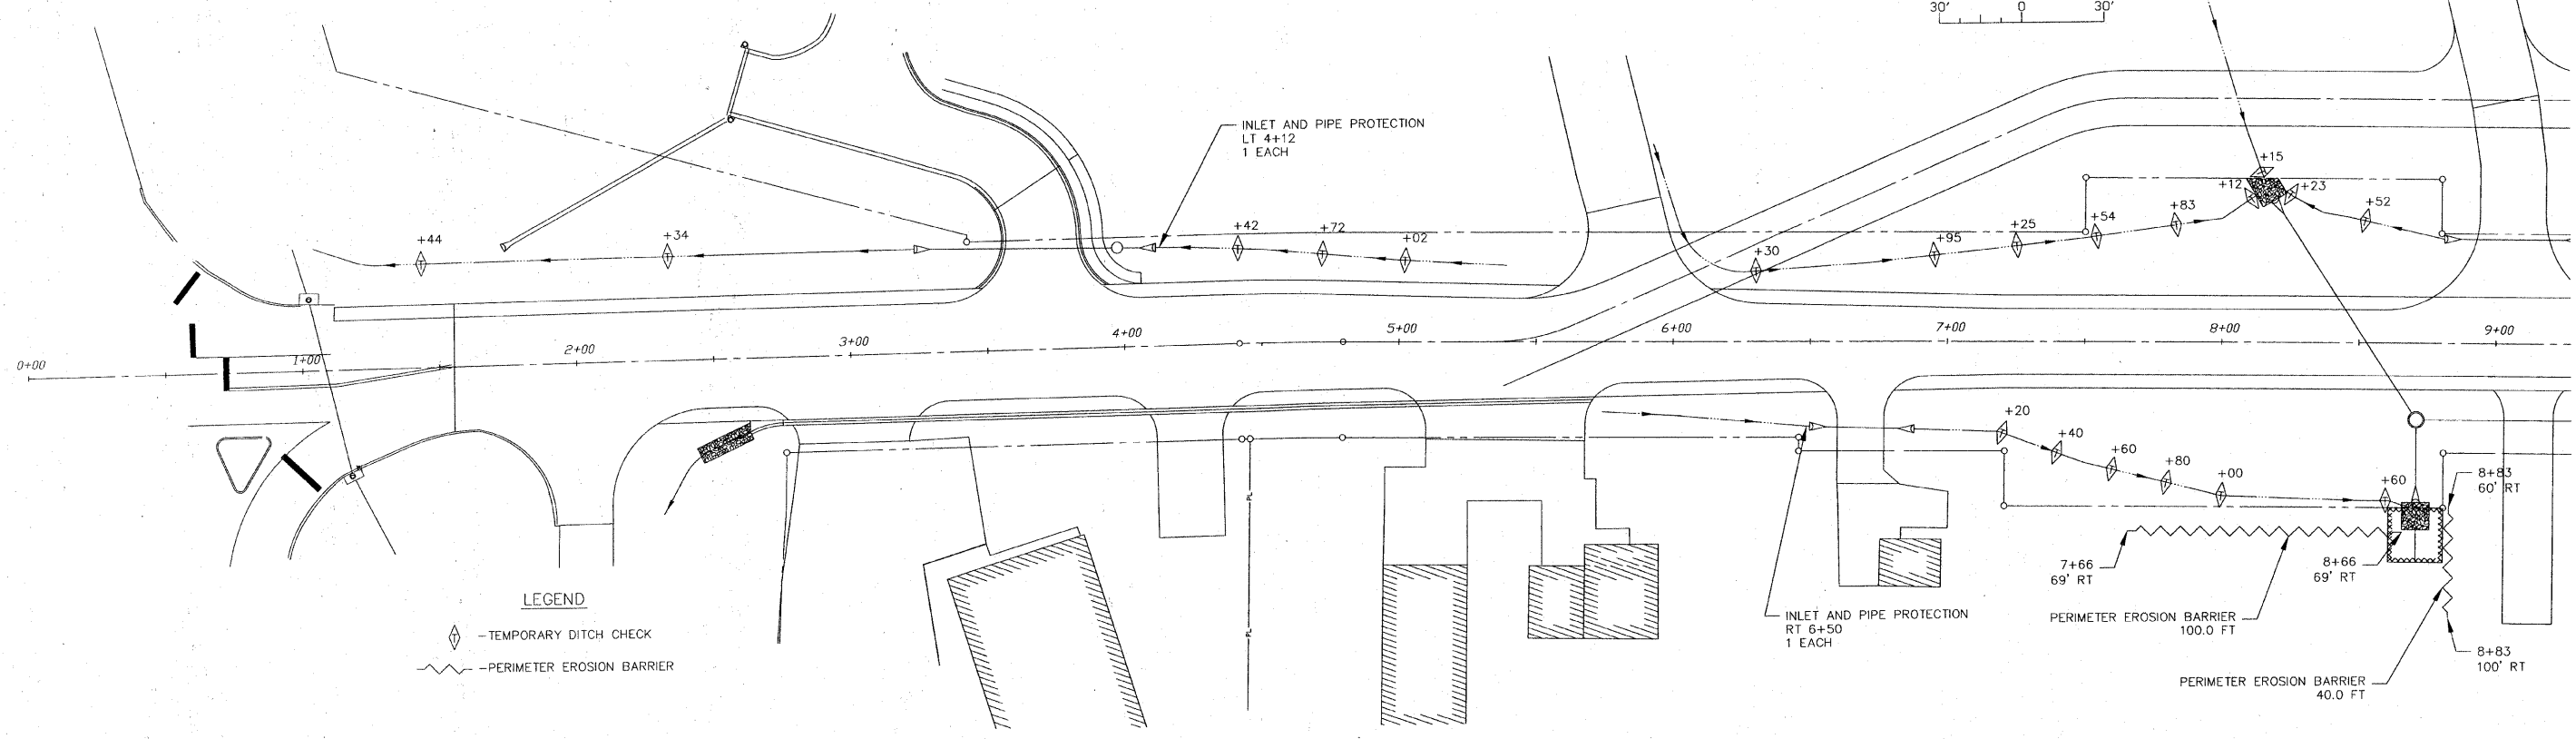 30' 0 30'
INLET AND PIPE PROTECTION
LT 4+12
1 EACH
+15
+12
+23
+52
+83
+54
+25
+95
+30
+44
+34
+42
+72
+02
0+00
1+00
2+00
3+00
4+00
5+00
6+00
7+00
8+00
9+00
+20
+40
+60
+80
+00
+60
8+83
60' RT
7+66
69' RT
8+66
69' RT
PL
PL
LEGEND
T -TEMPORARY DITCH CHECK
-PERIMETER EROSION BARRIER
INLET AND PIPE PROTECTION
RT 6+50
1 EACH
PERIMETER EROSION BARRIER
100.0 FT
8+83
100' RT
PERIMETER EROSION BARRIER
40.0 FT